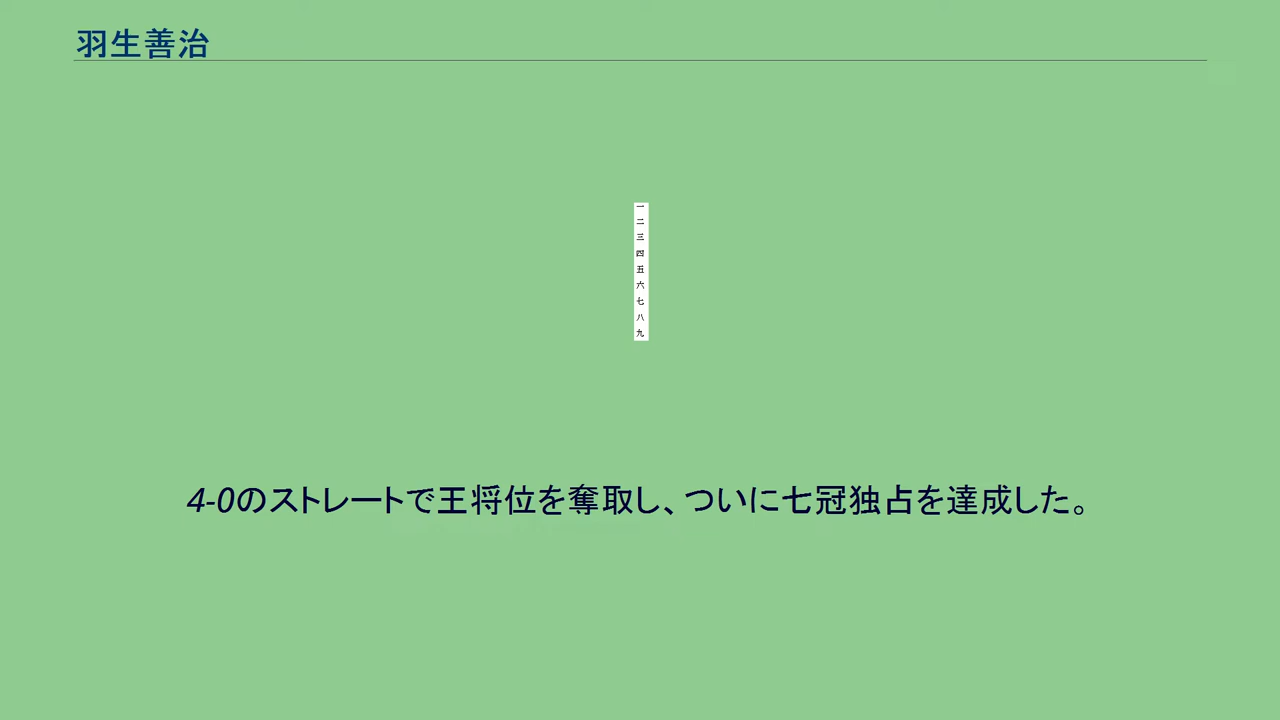 羽生善治
一
二
三
四
五
六
七
八
九
4-0のストレートで王将位を奪取し、ついに七冠独占を達成した。